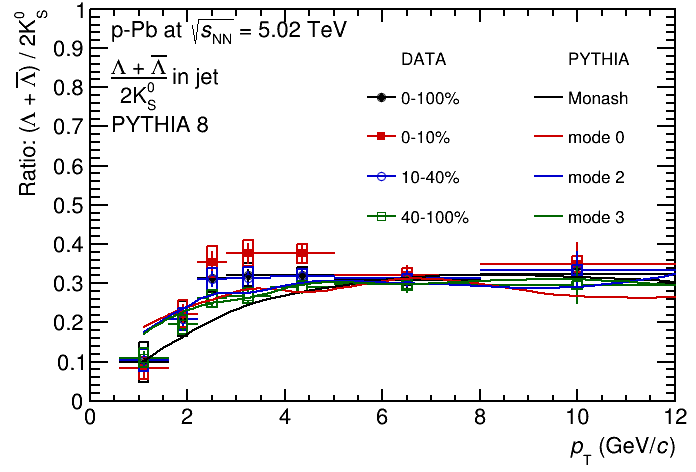 Ratio: (Λ + Λ̅) / 2K⁰_S
1
0.9
0.8
0.7
0.6
0.5
0.4
0.3
0.2
0.1
0
p-Pb at √s_NN = 5.02 TeV
Λ + Λ̅
2K⁰_S
in jet
PYTHIA 8
DATA PYTHIA
0-100% Monash
0-10% mode 0
10-40% mode 2
40-100% mode 3
0 2 4 6 8 10 12
p_T (GeV/c)